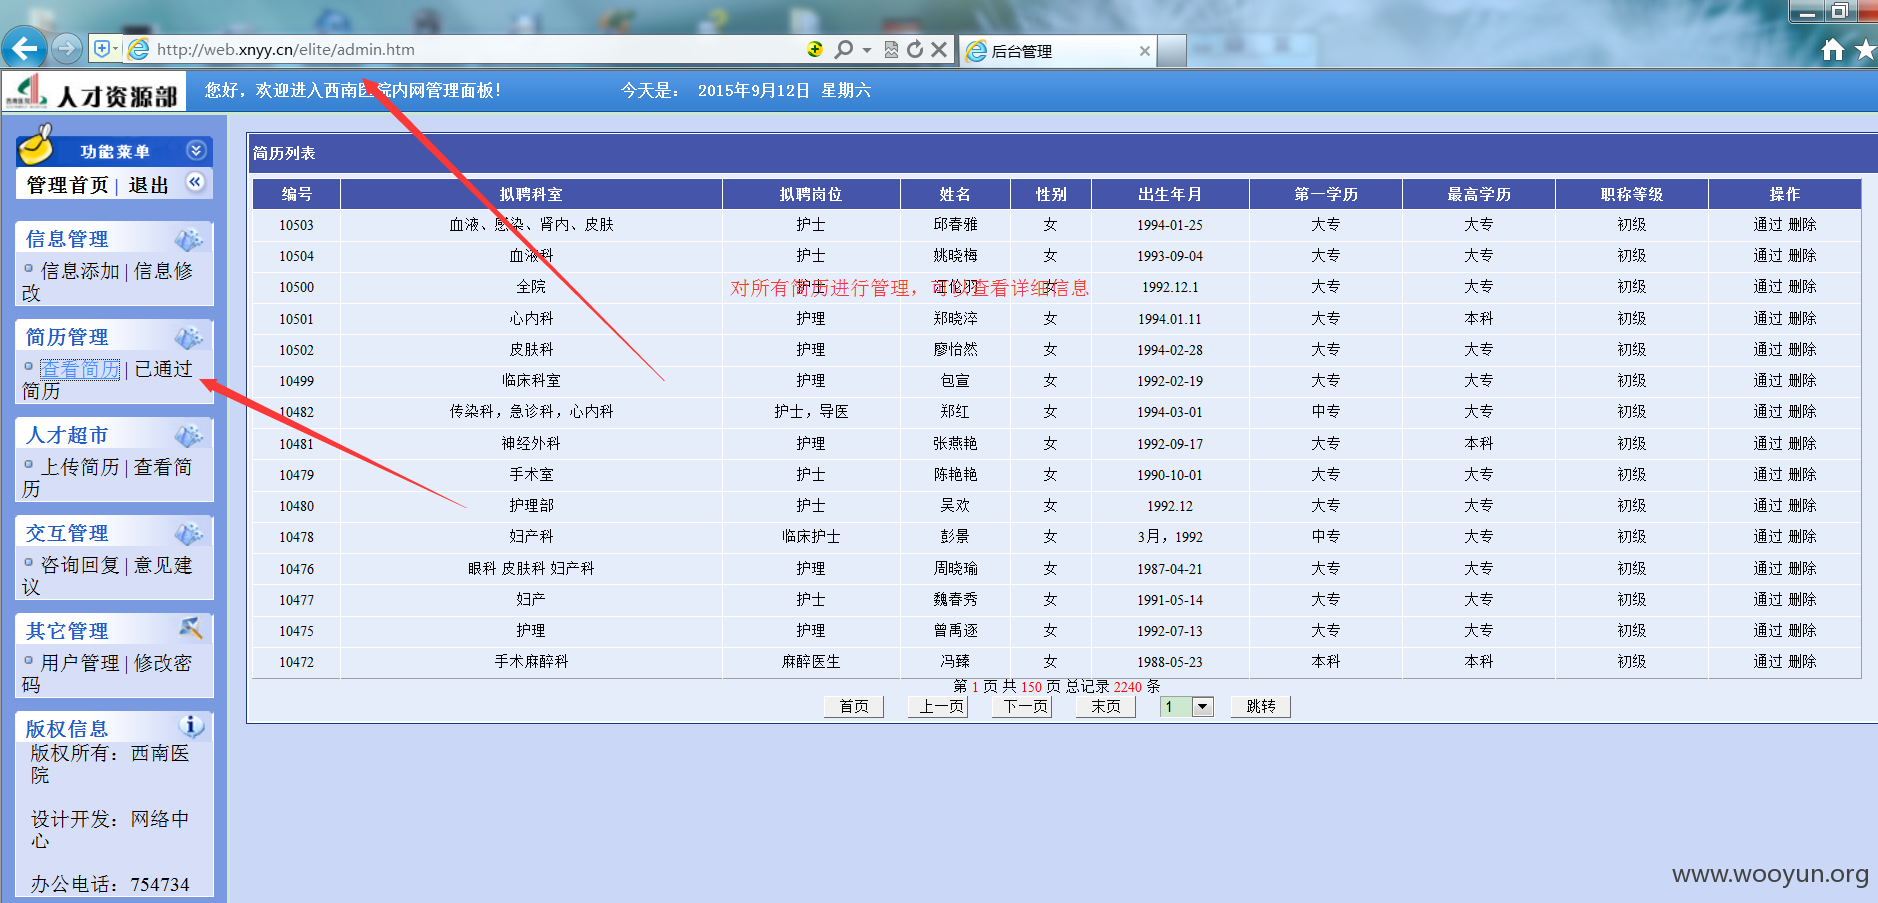 http://web.xnyy.cn/elite/admin.htm
后台管理
人才资源部
您好，欢迎进入西南医院内网管理面板！
今天是： 2015年9月12日 星期六
功能菜单
管理首页 | 退出
信息管理
信息添加 | 信息修
改
简历管理
查看简历 | 已通过
简历
人才超市
上传简历 | 查看简
历
交互管理
咨询回复 | 意见建
议
其它管理
用户管理 | 修改密
码
版权信息
版权所有：西南医
院
设计开发：网络中
心
办公电话：754734
简历列表
编号 拟聘科室 拟聘岗位 姓名 性别 出生年月 第一学历 最高学历 职称等级 操作
10503 血液、感染、肾内、皮肤 护士 邱春雅 女 1994-01-25 大专 大专 初级 通过 删除
10504 血液科 护士 姚晓梅 女 1993-09-04 大专 大专 初级 通过 删除
10500 全院 护士 女 1992.12.1 大专 大专 初级 通过 删除
对所有简历进行管理，可以查看详细信息
10501 心内科 护理 郑晓淬 女 1994.01.11 大专 本科 初级 通过 删除
10502 皮肤科 护理 廖怡然 女 1994-02-28 大专 大专 初级 通过 删除
10499 临床科室 护理 包宣 女 1992-02-19 大专 大专 初级 通过 删除
10482 传染科，急诊科，心内科 护士，导医 郑红 女 1994-03-01 中专 大专 初级 通过 删除
10481 神经外科 护理 张燕艳 女 1992-09-17 大专 本科 初级 通过 删除
10479 手术室 护士 陈艳艳 女 1990-10-01 大专 大专 初级 通过 删除
10480 护理部 护士 吴欢 女 1992.12 大专 大专 初级 通过 删除
10478 妇产科 临床护士 彭景 女 3月，1992 中专 大专 初级 通过 删除
10476 眼科 皮肤科 妇产科 护理 周晓瑜 女 1987-04-21 大专 大专 初级 通过 删除
10477 妇产 护士 魏春秀 女 1991-05-14 大专 大专 初级 通过 删除
10475 护理 护理 曾禹逐 女 1992-07-13 大专 大专 初级 通过 删除
10472 手术麻醉科 麻醉医生 冯臻 女 1988-05-23 本科 本科 初级 通过 删除
第 1 页 共 150 页 总记录 2240 条
首页 上一页 下一页 末页 1 跳转
www.wooyun.org